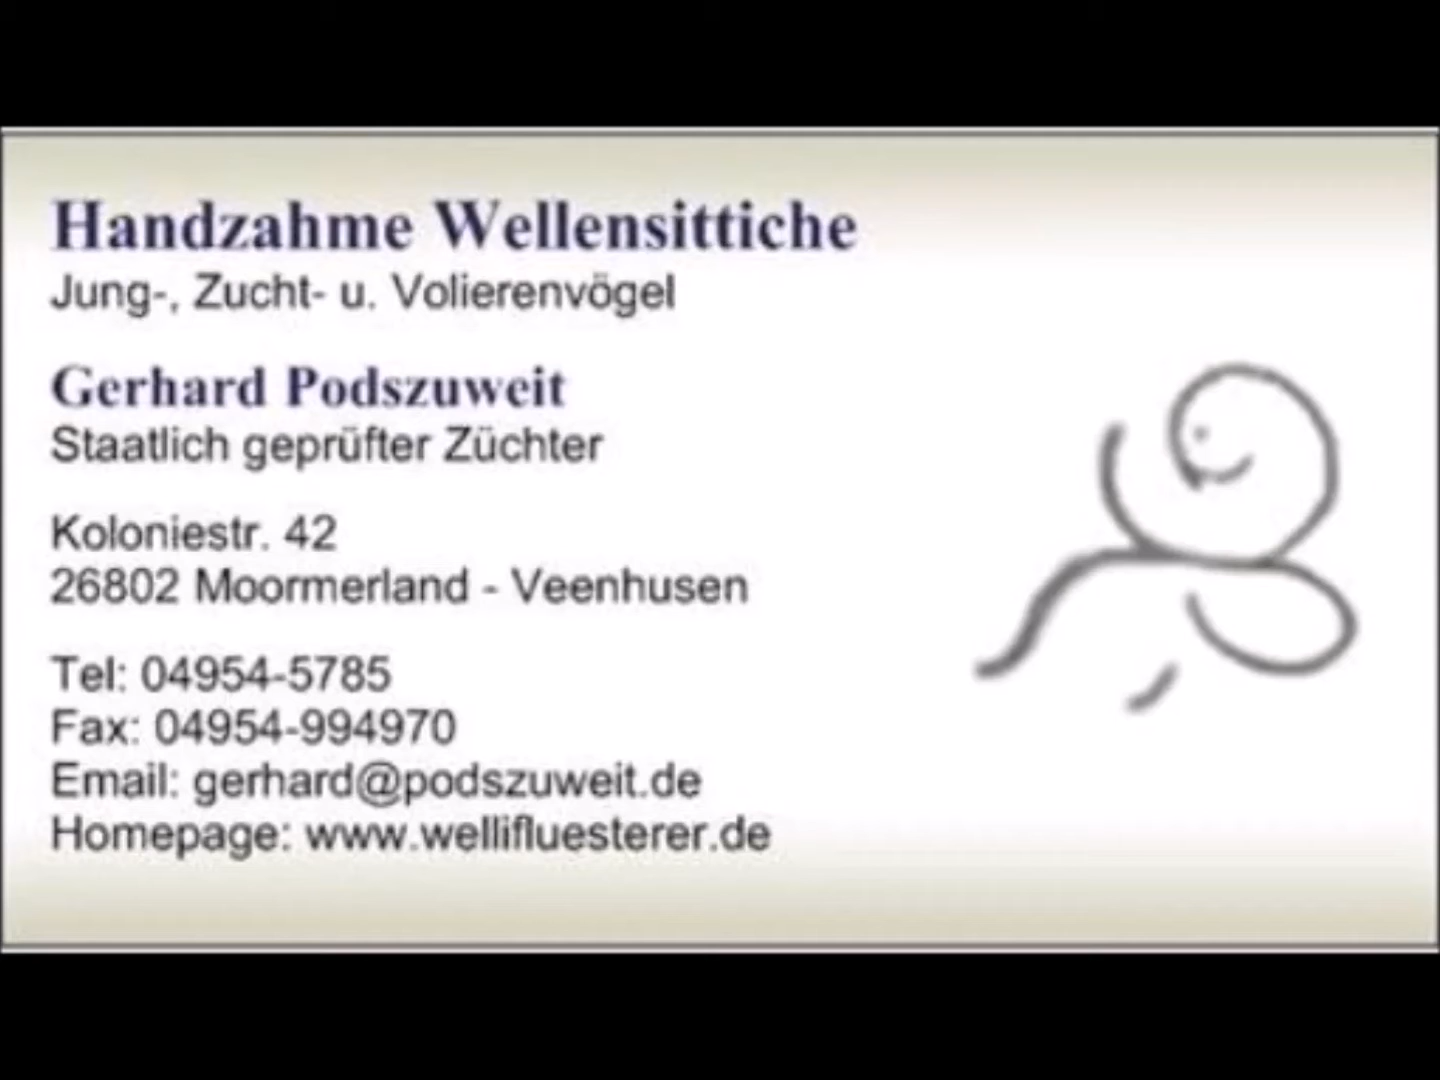 Handzahme Wellensittiche
Jung-, Zucht- u. Volierenvögel
Gerhard Podszuweit
Staatlich geprüfter Züchter
Koloniestr. 42
26802 Moormerland - Veenhusen
Tel: 04954-5785
Fax: 04954-994970
Email: gerhard@podszuweit.de
Homepage: www.wellifluesterer.de